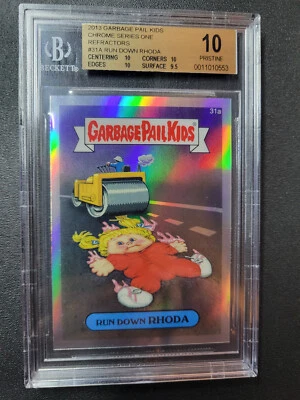 BECKETT
2013 GARBAGE PAIL KIDS
CHROME SERIES ONE
REFRACTORS
#31A RUN DOWN RHODA
CENTERING 10 CORNERS 10
EDGES 10 SURFACE 9.5
10
PRISTINE
0011010553
31a
GARBAGE PAIL KIDS
RUN DOWN RHODA